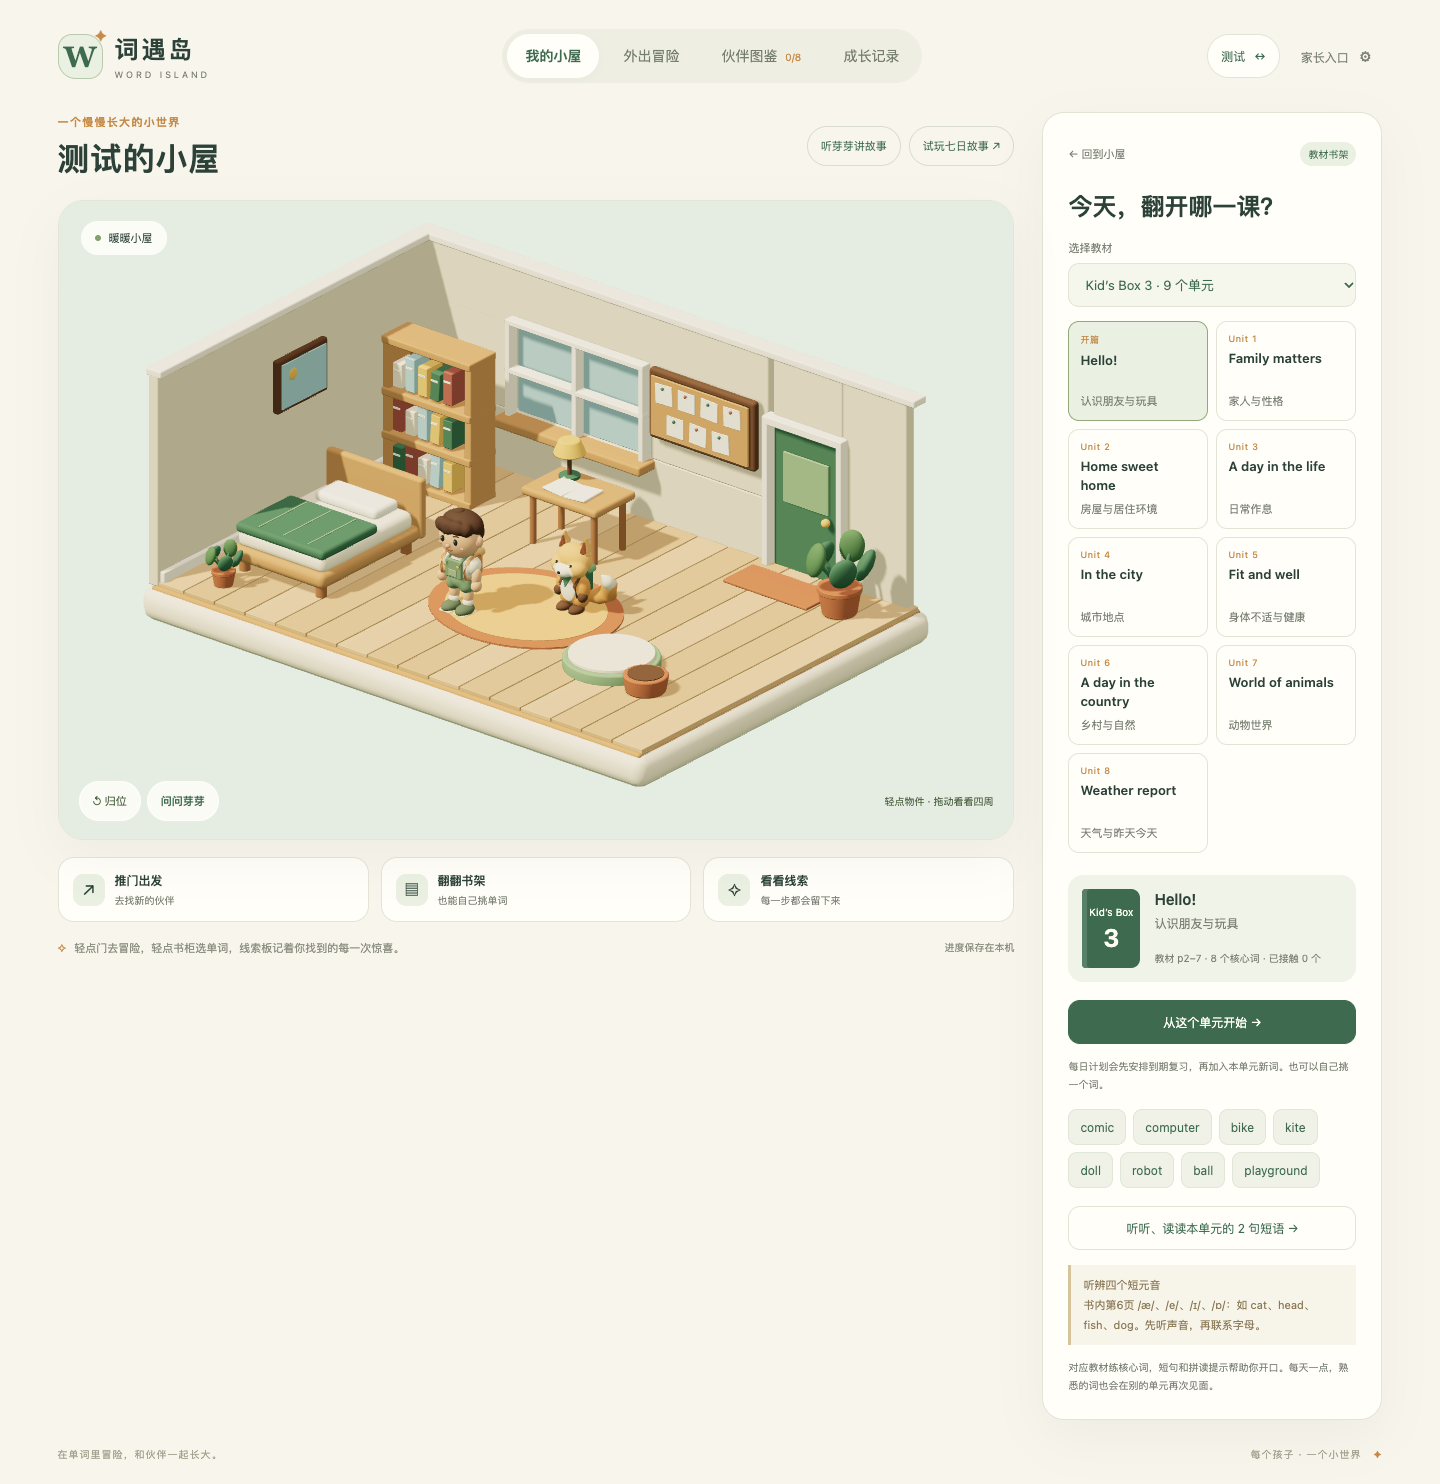 W
词遇岛
WORD ISLAND
我的小屋
外出冒险
伙伴图鉴 0/8
成长记录
测试 ↔
家长入口 ⚙
一个慢慢长大的小世界
测试的小屋
听芽芽讲故事
试玩七日故事 ↗
暖暖小屋
↺ 归位
问问芽芽
轻点物件 · 拖动看看四周
推门出发
去找新的伙伴
翻翻书架
也能自己挑单词
看看线索
每一步都会留下来
轻点门去冒险，轻点书柜选单词，线索板记着你找到的每一次惊喜。
进度保存在本机
← 回到小屋
教材书架
今天，翻开哪一课？
选择教材
Kid's Box 3 · 9 个单元
开篇
Hello!
认识朋友与玩具
Unit 1
Family matters
家人与性格
Unit 2
Home sweet
home
房屋与居住环境
Unit 3
A day in the life
日常作息
Unit 4
In the city
城市地点
Unit 5
Fit and well
身体不适与健康
Unit 6
A day in the
country
乡村与自然
Unit 7
World of animals
动物世界
Unit 8
Weather report
天气与昨天今天
Kid's Box
3
Hello!
认识朋友与玩具
教材 p2–7 · 8 个核心词 · 已接触 0 个
从这个单元开始 →
每日计划会先安排到期复习，再加入本单元新词。也可以自己挑
一个词。
comic
computer
bike
kite
doll
robot
ball
playground
听听、读读本单元的 2 句短语 →
听辨四个短元音
书内第6页 /æ/、/e/、/ɪ/、/ɒ/：如 cat、head、
fish、dog。先听声音，再联系字母。
对应教材练核心词，短句和拼读提示帮助你开口。每天一点，熟
悉的词也会在别的单元再次见面。
在单词里冒险，和伙伴一起长大。
每个孩子 · 一个小世界